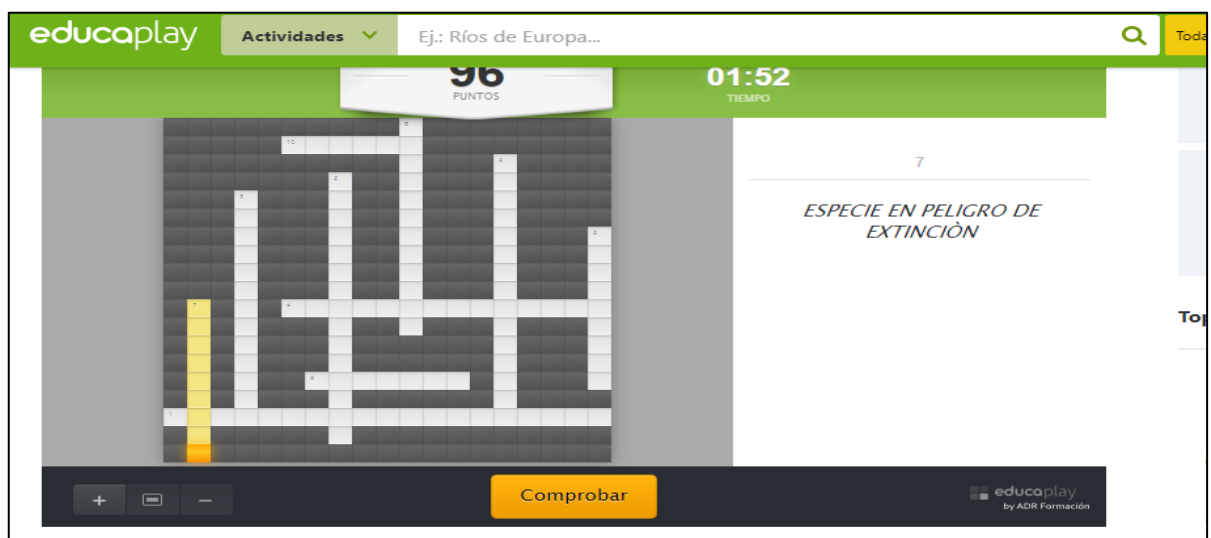 educaplay Actividades Ej.: Ríos de Europa... Toda
96
PUNTOS
01:52
TIEMPO
7
ESPECIE EN PELIGRO DE
EXTINCIÒN
Top
+ −
Comprobar
educaplay
by ADR Formación